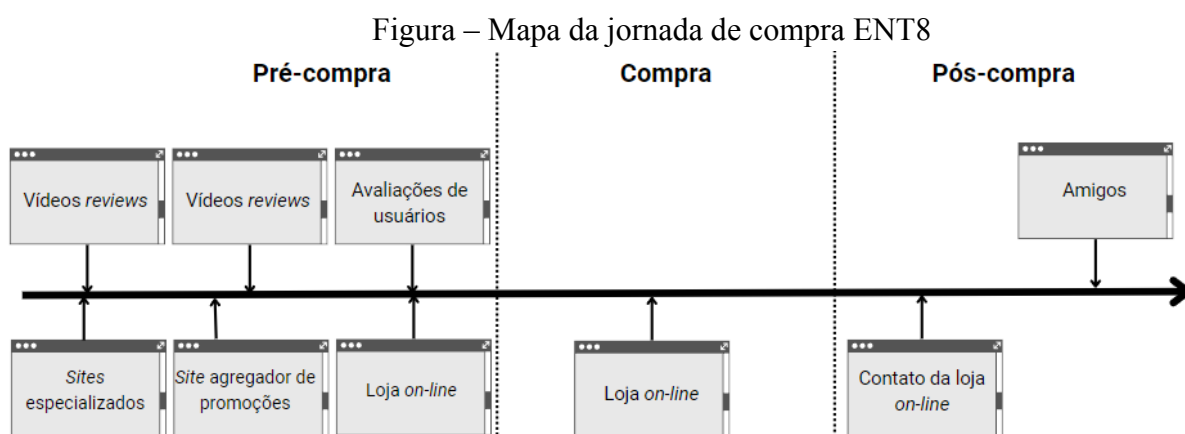 Figura – Mapa da jornada de compra ENT8
Pré-compra
Compra
Pós-compra
Vídeos reviews
Vídeos reviews
Avaliações de
usuários
Amigos
Sites
especializados
Site agregador de
promoções
Loja on-line
Loja on-line
Contato da loja
on-line